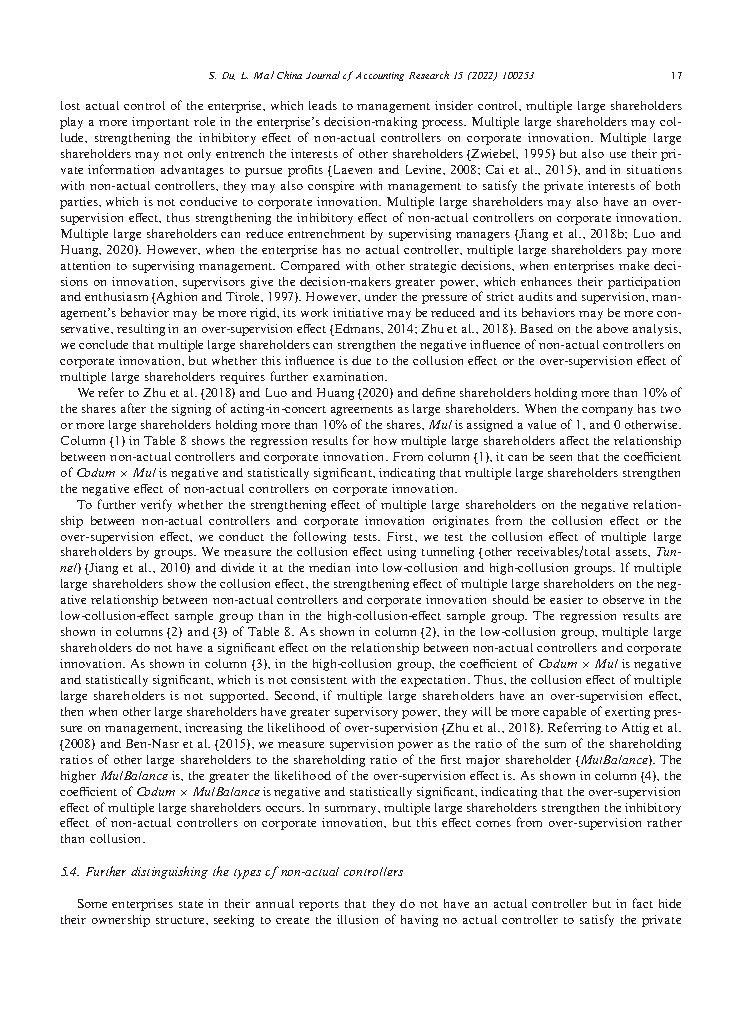 S. Du, L. Ma / China Journal of Accounting Research 15 (2022) 100253 17
lost actual control of the enterprise, which leads to management insider control, multiple large shareholders
play a more important role in the enterprise's decision-making process. Multiple large shareholders may col-
lude, strengthening the inhibitory effect of non-actual controllers on corporate innovation. Multiple large
shareholders may not only entrench the interests of other shareholders (Zwiebel, 1995) but also use their pri-
vate information advantages to pursue profits (Laeven and Levine, 2008; Cai et al., 2015), and in situations
with non-actual controllers, they may also conspire with management to satisfy the private interests of both
parties, which is not conducive to corporate innovation. Multiple large shareholders may also have an over-
supervision effect, thus strengthening the inhibitory effect of non-actual controllers on corporate innovation.
Multiple large shareholders can reduce entrenchment by supervising managers (Jiang et al., 2018b; Luo and
Huang, 2020). However, when the enterprise has no actual controller, multiple large shareholders pay more
attention to supervising management. Compared with other strategic decisions, when enterprises make deci-
sions on innovation, supervisors give the decision-makers greater power, which enhances their participation
and enthusiasm (Aghion and Tirole, 1997). However, under the pressure of strict audits and supervision, man-
agement's behavior may be more rigid, its work initiative may be reduced and its behaviors may be more con-
servative, resulting in an over-supervision effect (Edmans, 2014; Zhu et al., 2018). Based on the above analysis,
we conclude that multiple large shareholders can strengthen the negative influence of non-actual controllers on
corporate innovation, but whether this influence is due to the collusion effect or the over-supervision effect of
multiple large shareholders requires further examination.
We refer to Zhu et al. (2018) and Luo and Huang (2020) and define shareholders holding more than 10% of
the shares after the signing of acting-in-concert agreements as large shareholders. When the company has two
or more large shareholders holding more than 10% of the shares, Mul is assigned a value of 1, and 0 otherwise.
Column (1) in Table 8 shows the regression results for how multiple large shareholders affect the relationship
between non-actual controllers and corporate innovation. From column (1), it can be seen that the coefficient
of Codum × Mul is negative and statistically significant, indicating that multiple large shareholders strengthen
the negative effect of non-actual controllers on corporate innovation.
To further verify whether the strengthening effect of multiple large shareholders on the negative relation-
ship between non-actual controllers and corporate innovation originates from the collusion effect or the
over-supervision effect, we conduct the following tests. First, we test the collusion effect of multiple large
shareholders by groups. We measure the collusion effect using tunneling (other receivables/total assets, Tun-
nel) (Jiang et al., 2010) and divide it at the median into low-collusion and high-collusion groups. If multiple
large shareholders show the collusion effect, the strengthening effect of multiple large shareholders on the neg-
ative relationship between non-actual controllers and corporate innovation should be easier to observe in the
low-collusion-effect sample group than in the high-collusion-effect sample group. The regression results are
shown in columns (2) and (3) of Table 8. As shown in column (2), in the low-collusion group, multiple large
shareholders do not have a significant effect on the relationship between non-actual controllers and corporate
innovation. As shown in column (3), in the high-collusion group, the coefficient of Codum × Mul is negative
and statistically significant, which is not consistent with the expectation. Thus, the collusion effect of multiple
large shareholders is not supported. Second, if multiple large shareholders have an over-supervision effect,
then when other large shareholders have greater supervisory power, they will be more capable of exerting pres-
sure on management, increasing the likelihood of over-supervision (Zhu et al., 2018). Referring to Attig et al.
(2008) and Ben-Nasr et al. (2015), we measure supervision power as the ratio of the sum of the shareholding
ratios of other large shareholders to the shareholding ratio of the first major shareholder (MulBalance). The
higher MulBalance is, the greater the likelihood of the over-supervision effect is. As shown in column (4), the
coefficient of Codum × MulBalance is negative and statistically significant, indicating that the over-supervision
effect of multiple large shareholders occurs. In summary, multiple large shareholders strengthen the inhibitory
effect of non-actual controllers on corporate innovation, but this effect comes from over-supervision rather
than collusion.
5.4. Further distinguishing the types of non-actual controllers
Some enterprises state in their annual reports that they do not have an actual controller but in fact hide
their ownership structure, seeking to create the illusion of having no actual controller to satisfy the private